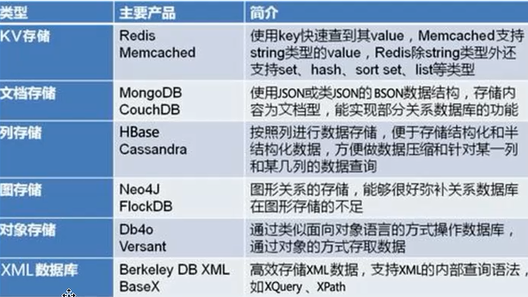 类型 主要产品 简介
KV存储 Redis 使用key快速查到其value，Memcached支持
Memcached string类型的value，Redis除string类型外还
支持set、hash、sort set、list等类型
文档存储 MongoDB 使用JSON或类JSON的BSON数据结构，存储内
CouchDB 容为文档型，能实现部分关系数据库的功能
列存储 HBase 按照列进行数据存储，便于存储结构化和半
Cassandra 结构化数据，方便做数据压缩和针对某一列
和某几列的数据查询
图存储 Neo4J 图形关系的存储，能够很好弥补关系数据库
FlockDB 在图形存储的不足
对象存储 Db4o 通过类似面向对象语言的方式操作数据库，
Versant 通过对象的方式存取数据
XML数据库 Berkeley DB XML 高效存储XML数据，支持XML的内部查询语法，
BaseX 如XQuery、XPath